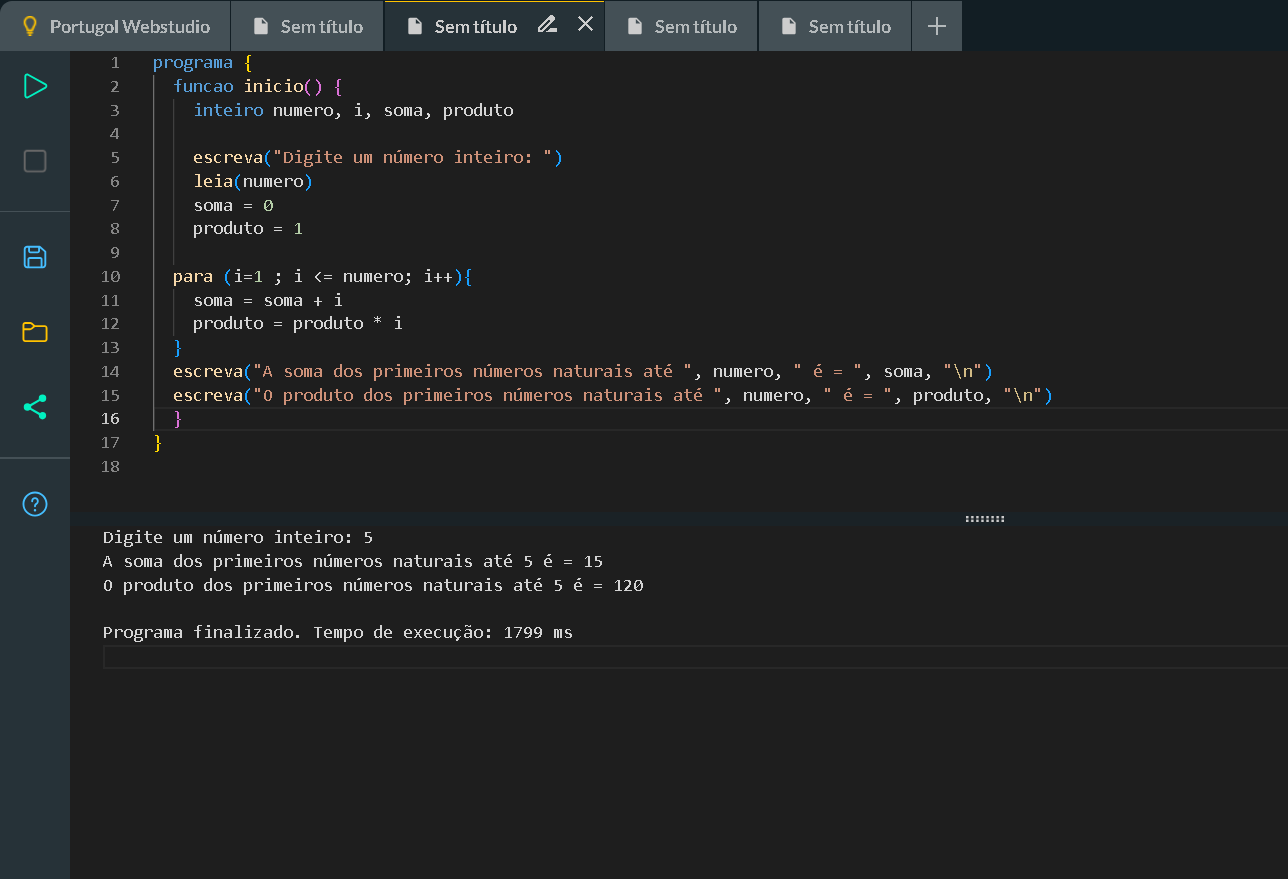 Portugol Webstudio Sem título Sem título Sem título Sem título
1 programa {
2 funcao inicio() {
3 inteiro numero, i, soma, produto
4
5 escreva("Digite um número inteiro: ")
6 leia(numero)
7 soma = 0
8 produto = 1
9
10 para (i=1 ; i <= numero; i++){
11 soma = soma + i
12 produto = produto * i
13 }
14 escreva("A soma dos primeiros números naturais até ", numero, " é = ", soma, "\n")
15 escreva("O produto dos primeiros números naturais até ", numero, " é = ", produto, "\n")
16 }
17 }
18
Digite um número inteiro: 5
A soma dos primeiros números naturais até 5 é = 15
O produto dos primeiros números naturais até 5 é = 120
Programa finalizado. Tempo de execução: 1799 ms